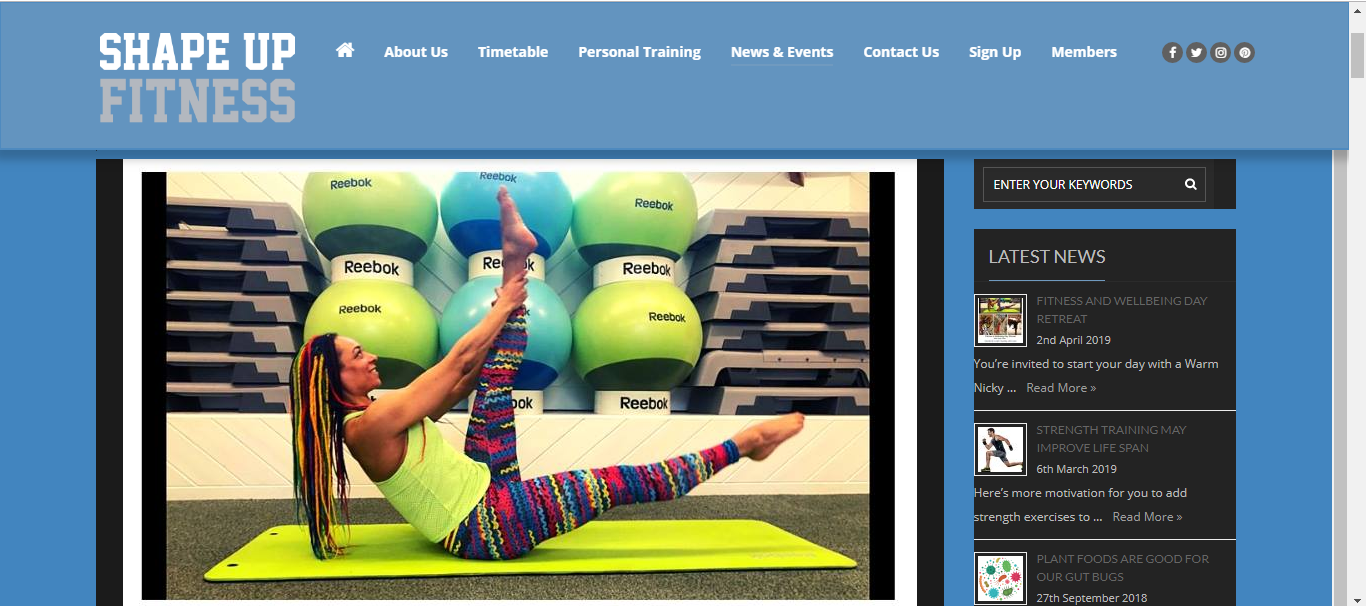 SHAPE UP
FITNESS
About Us
Timetable
Personal Training
News & Events
Contact Us
Sign Up
Members
Reebok
Reebok
Reebok
Reebok
Reebok
Reebok
Reebok
Reebok
Reebok
ENTER YOUR KEYWORDS
LATEST NEWS
FITNESS AND WELLBEING DAY
RETREAT
2nd April 2019
You're invited to start your day with a Warm
Nicky ... Read More »
STRENGTH TRAINING MAY
IMPROVE LIFE SPAN
6th March 2019
Here's more motivation for you to add
strength exercises to ... Read More »
PLANT FOODS ARE GOOD FOR
OUR GUT BUGS
27th September 2018